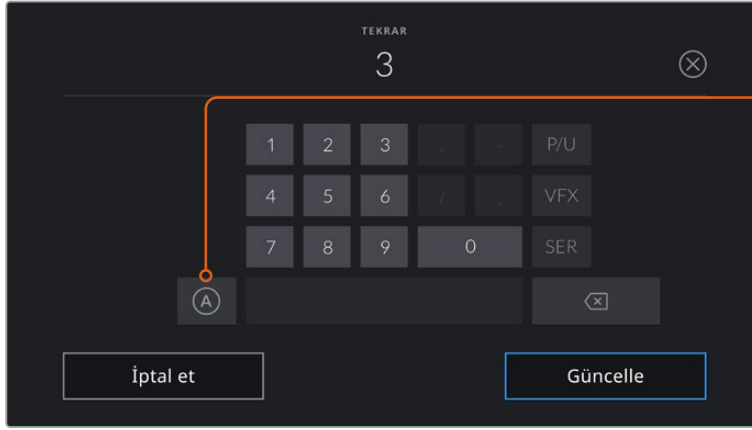 TEKRAR
3
1 2 3 . - P/U
4 5 6 / , VFX
7 8 9 0 SER
A
İptal et Güncelle